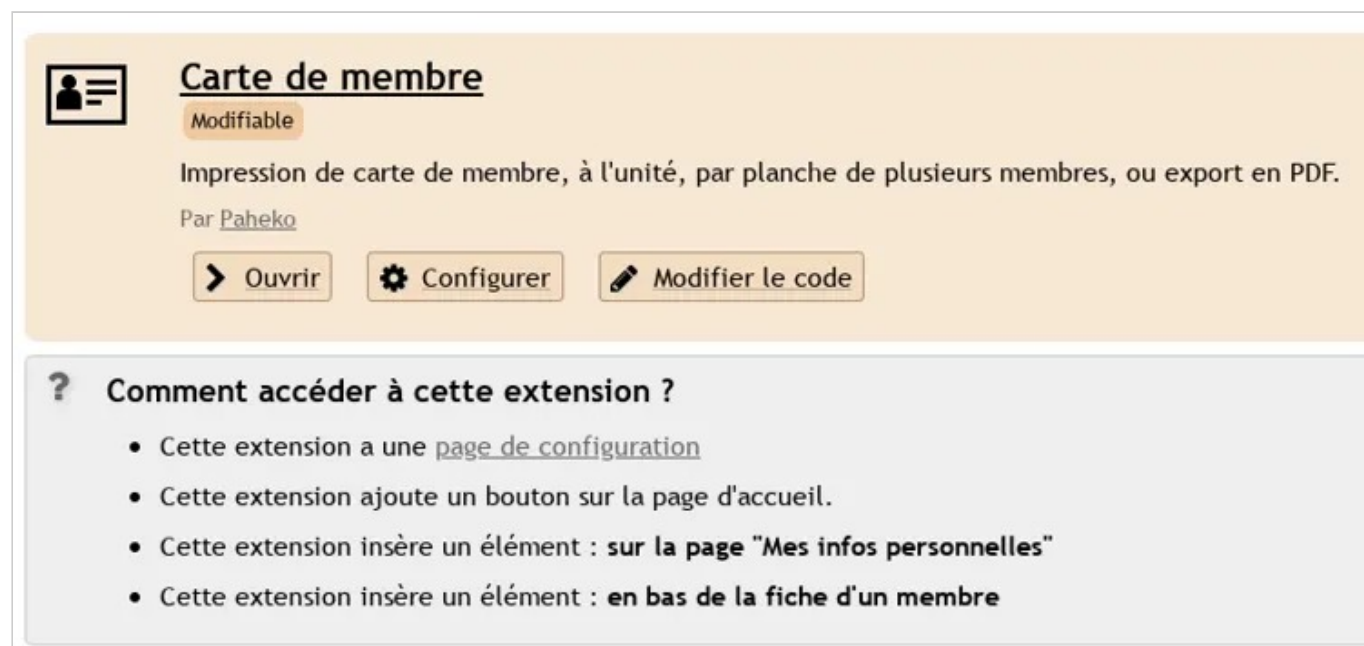 Carte de membre
Modifiable
Impression de carte de membre, à l'unité, par planche de plusieurs membres, ou export en PDF.
Par Paheko
Ouvrir Configurer Modifier le code
? Comment accéder à cette extension ?
• Cette extension a une page de configuration
• Cette extension ajoute un bouton sur la page d'accueil.
• Cette extension insère un élément : sur la page "Mes infos personnelles"
• Cette extension insère un élément : en bas de la fiche d'un membre